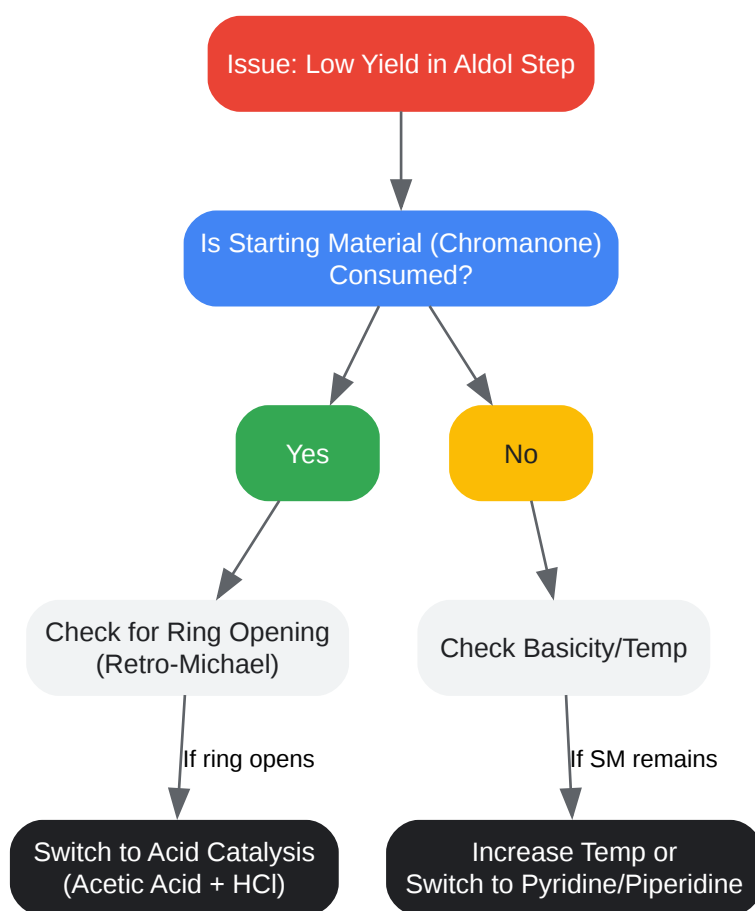 Issue: Low Yield in Aldol Step
Is Starting Material (Chromanone)
Consumed?
Yes
No
Check for Ring Opening
(Retro-Michael)
Check Basicity/Temp
If ring opens
If SM remains
Switch to Acid Catalysis
(Acetic Acid + HCl)
Increase Temp or
Switch to Pyridine/Piperidine